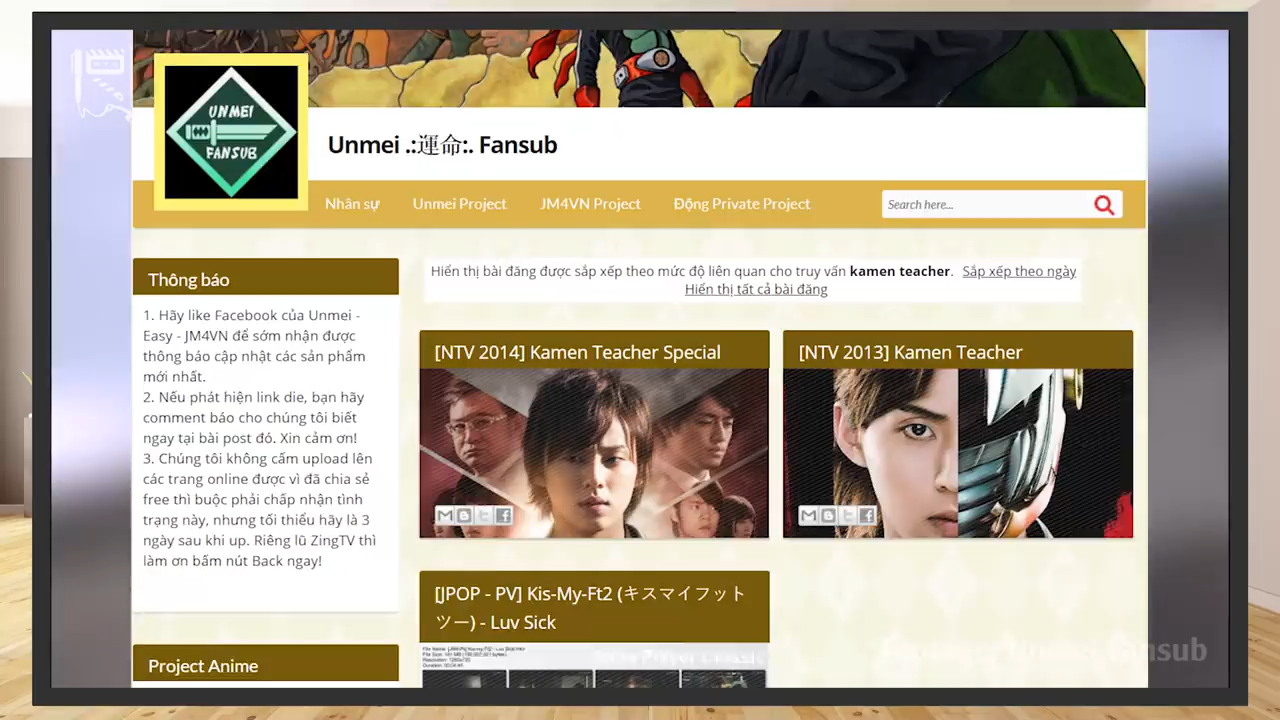 UNMEI
FANSUB
Unmei .:運命:. Fansub
Nhân sự
Unmei Project
JM4VN Project
Động Private Project
Search here...
Thông báo
1. Hãy like Facebook của Unmei -
Easy - JM4VN để sớm nhận được
thông báo cập nhật các sản phẩm
mới nhất.
2. Nếu phát hiện link die, bạn hãy
comment báo cho chúng tôi biết
ngay tại bài post đó. Xin cảm ơn!
3. Chúng tôi không cấm upload lên
các trang online được vì đã chia sẻ
free thì buộc phải chấp nhận tình
trạng này, nhưng tối thiểu hãy là 3
ngày sau khi up. Riêng lũ ZingTV thì
làm ơn bấm nút Back ngay!
Project Anime
Hiển thị bài đăng được sắp xếp theo mức độ liên quan cho truy vấn kamen teacher. Sắp xếp theo ngày
Hiển thị tất cả bài đăng
[NTV 2014] Kamen Teacher Special
[NTV 2013] Kamen Teacher
[JPOP - PV] Kis-My-Ft2 (キスマイフット
ツー) - Luv Sick